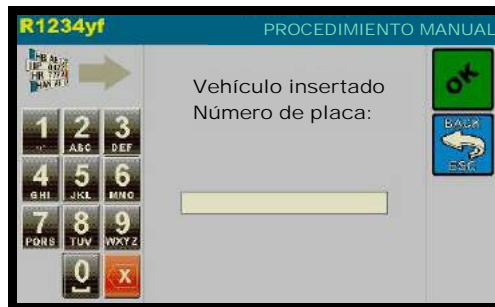 R1234yf
PROCEDIMIENTO MANUAL
Vehículo insertado
Número de placa:
OK
BACK
ESC
1 2 3
ABC DEF
4 5 6
GHI JKL MNO
7 8 9
PQRS TUV WXYZ
0 X